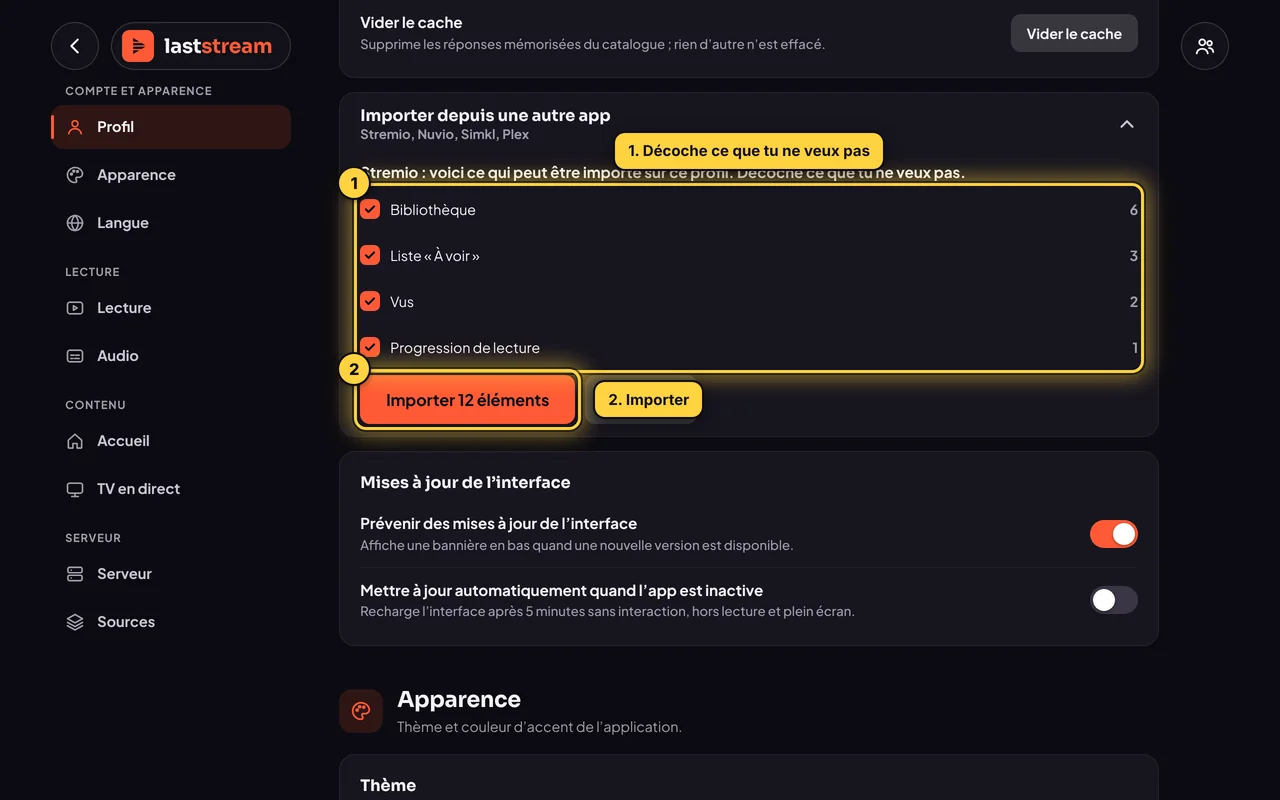 laststream
COMPTE ET APPARENCE
Profil
Apparence
Langue
LECTURE
Lecture
Audio
CONTENU
Accueil
TV en direct
SERVEUR
Serveur
Sources
Vider le cache
Supprime les réponses mémorisées du catalogue ; rien d’autre n’est effacé.
Vider le cache
Importer depuis une autre app
Stremio, Nuvio, Simkl, Plex
1. Décoche ce que tu ne veux pas
Stremio : voici ce qui peut être importé sur ce profil. Décoche ce que tu ne veux pas.
1
Bibliothèque 6
Liste « À voir » 3
Vus 2
Progression de lecture 1
2
Importer 12 éléments
2. Importer
Mises à jour de l’interface
Prévenir des mises à jour de l’interface
Affiche une bannière en bas quand une nouvelle version est disponible.
Mettre à jour automatiquement quand l’app est inactive
Recharge l’interface après 5 minutes sans interaction, hors lecture et plein écran.
Apparence
Thème et couleur d’accent de l’application.
Thème